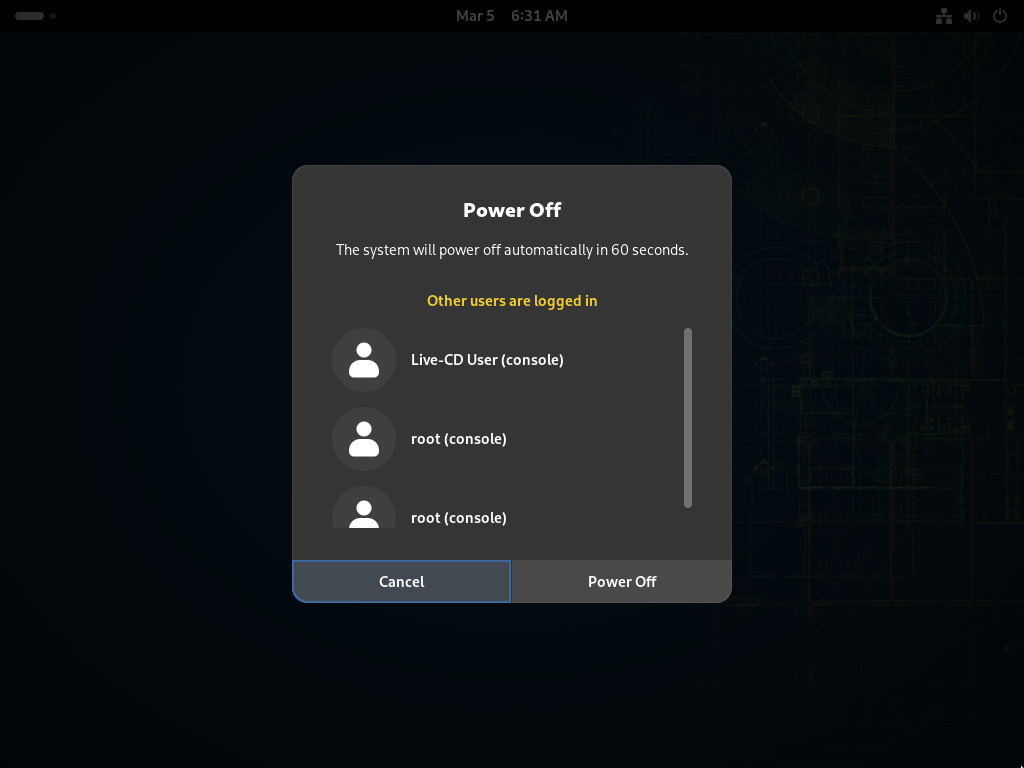 Mar 5 6:31 AM
Power Off
The system will power off automatically in 60 seconds.
Other users are logged in
Live-CD User (console)
root (console)
root (console)
Cancel
Power Off